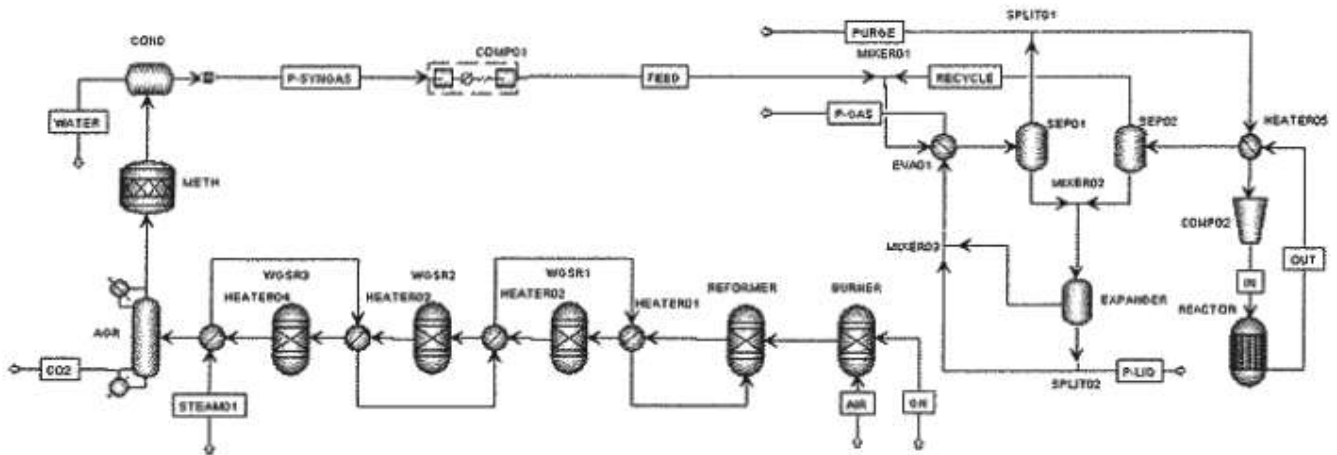 SPLIT01
PURGE
COND
COMP01
MIXER01
P-SYNGAS
FEED
RECYCLE
WATER
P-GAS
SEP01
SEP02
HEATER05
EVA01
METH
MIXER02
COMP02
WGSR3
WGSR2
WGSR1
MIXER03
OUT
HEATER04
HEATER03
HEATER02
HEATER01
REFORMER
BURNER
IN
EXPANDER
REACTOR
AGR
CO2
P-LIQ
SPLIT02
STEAM01
AIR